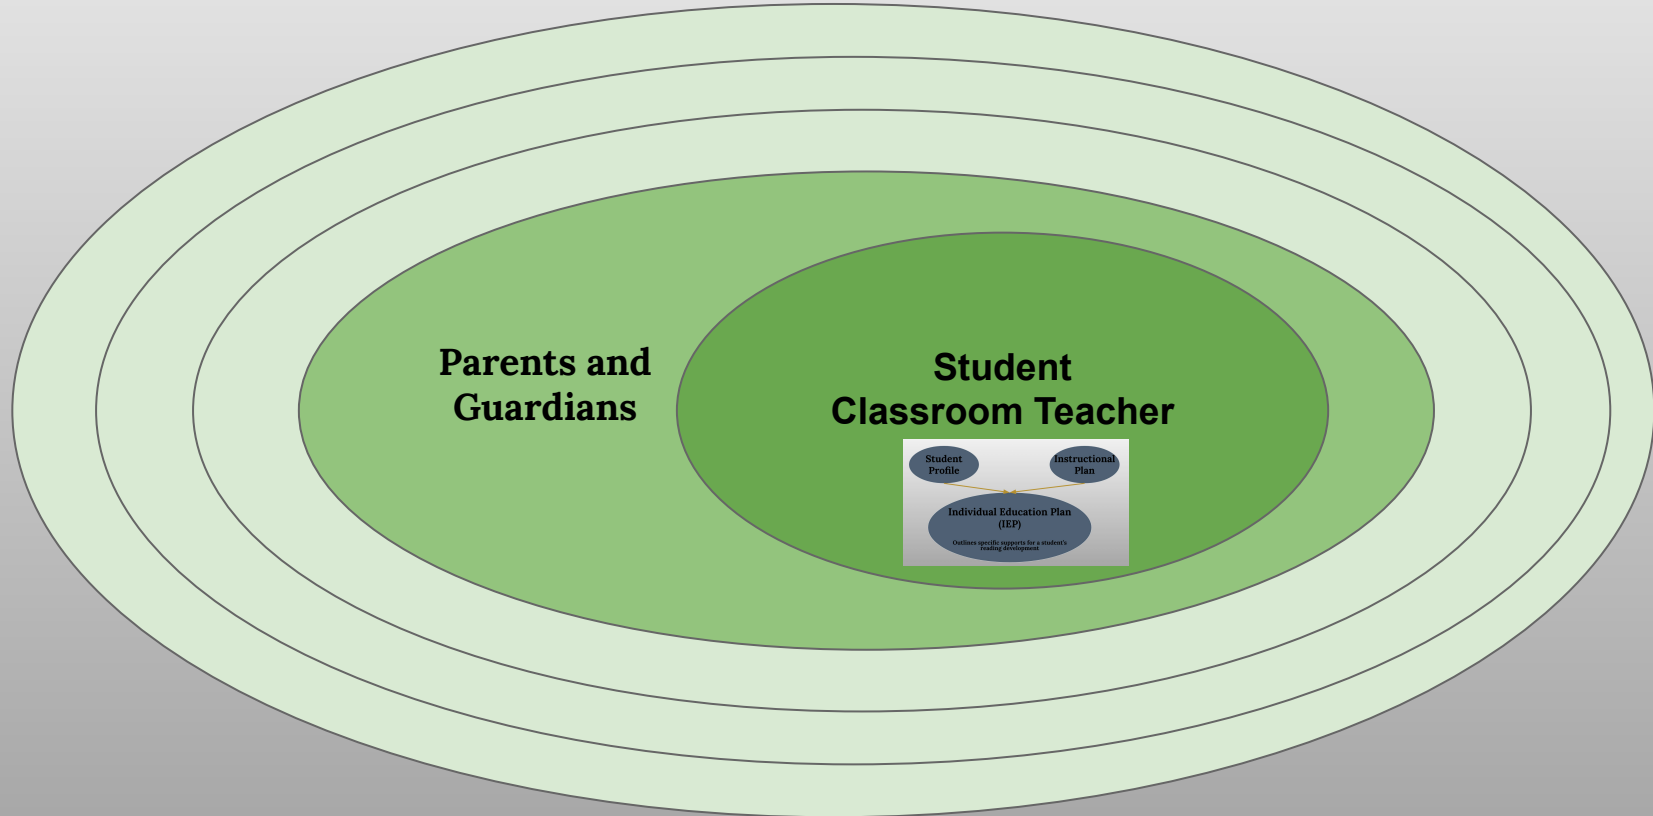 Parents and
Guardians
Student
Classroom Teacher
Student
Profile
Instructional
Plan
Individual Education Plan
(IEP)
Outlines specific supports for a student's
reading development